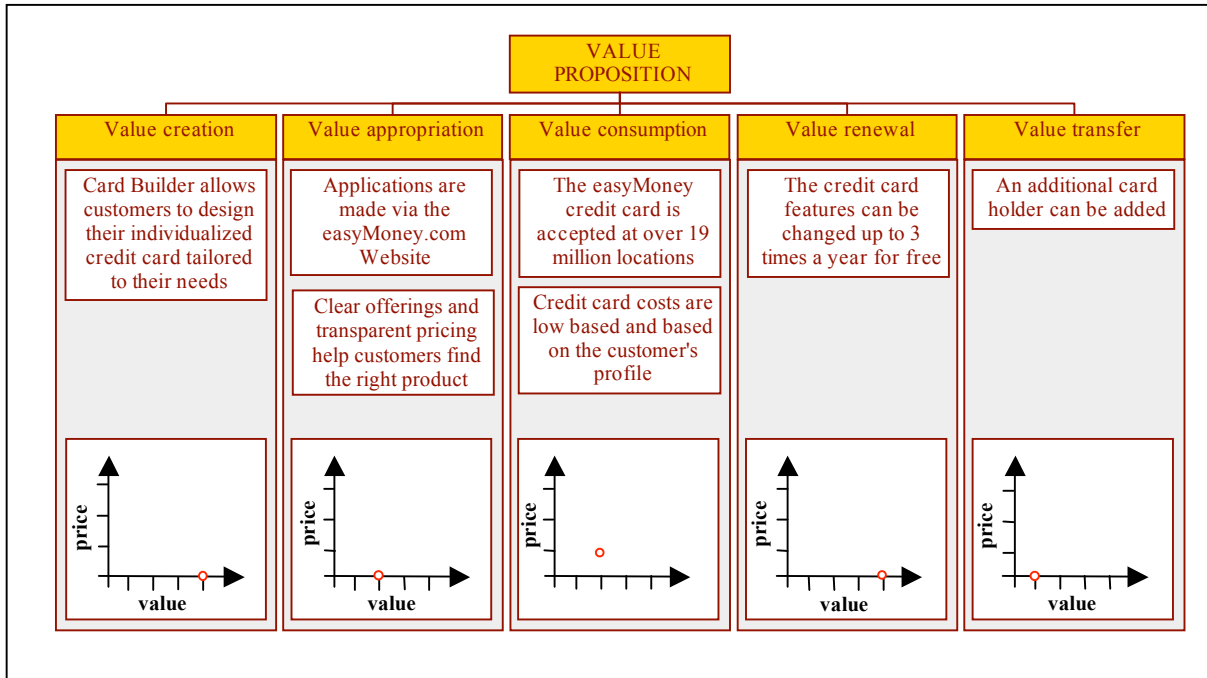 VALUE
PROPOSITION
Value creation
Card Builder allows
customers to design
their individualized
credit card tailored
to their needs
price
value
Value appropriation
Applications are
made via the
easyMoney.com
Website
Clear offerings and
transparent pricing
help customers find
the right product
price
value
Value consumption
The easyMoney
credit card is
accepted at over 19
million locations
Credit card costs are
low based and based
on the customer's
profile
price
value
Value renewal
The credit card
features can be
changed up to 3
times a year for free
price
value
Value transfer
An additional card
holder can be added
price
value